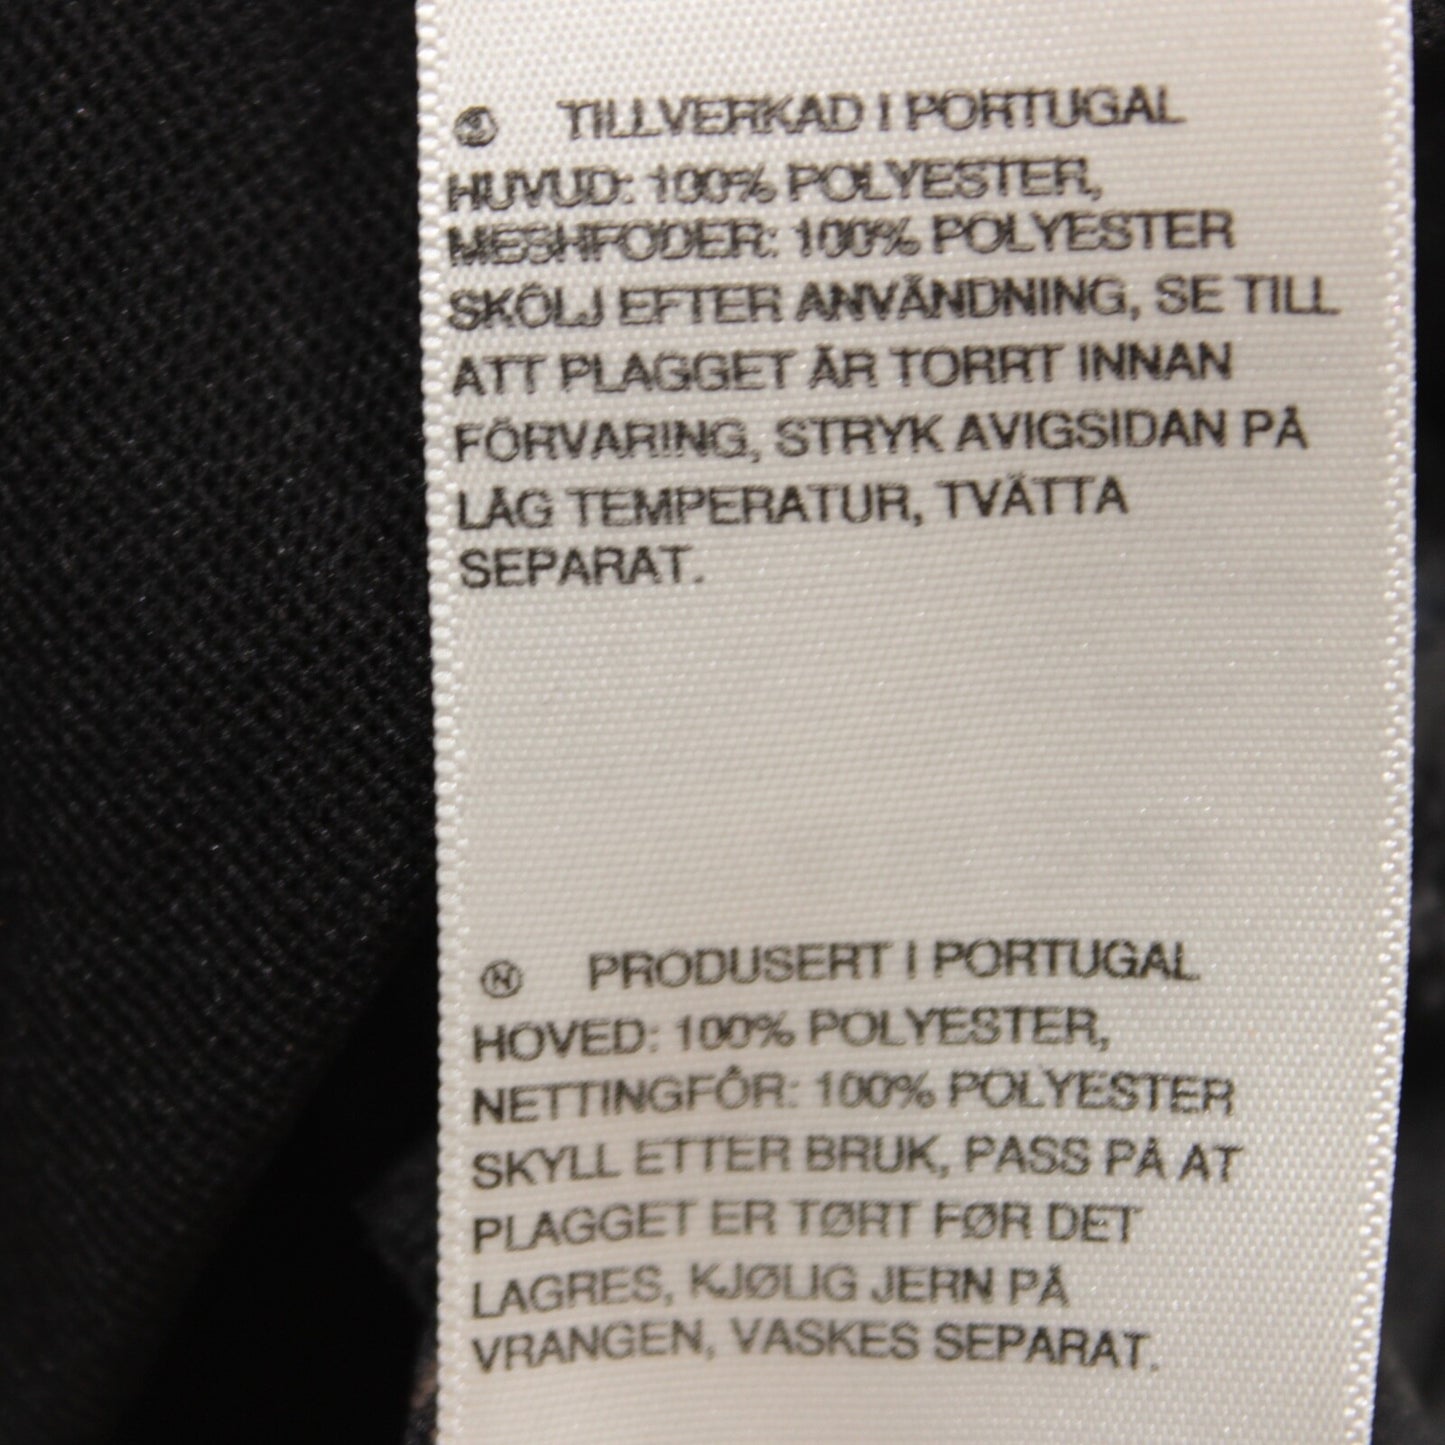 Ⓢ TILLVERKAD I PORTUGAL
HUVUD: 100% POLYESTER,
MESHFODER: 100% POLYESTER
SKÖLJ EFTER ANVÄNDNING, SE TILL
ATT PLAGGET ÄR TORRT INNAN
FÖRVARING, STRYK AVIGSIDAN PÅ
LÅG TEMPERATUR, TVÄTTA
SEPARAT.
Ⓝ PRODUSERT I PORTUGAL
HOVED: 100% POLYESTER,
NETTINGFÔR: 100% POLYESTER
SKYLL ETTER BRUK, PASS PÅ AT
PLAGGET ER TØRT FØR DET
LAGRES, KJØLIG JERN PÅ
VRANGEN, VASKES SEPARAT.